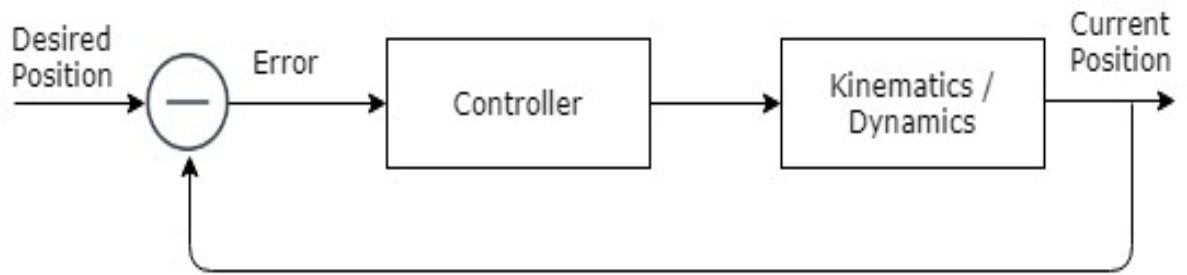 Desired
Position
Error
Controller
Kinematics /
Dynamics
Current
Position